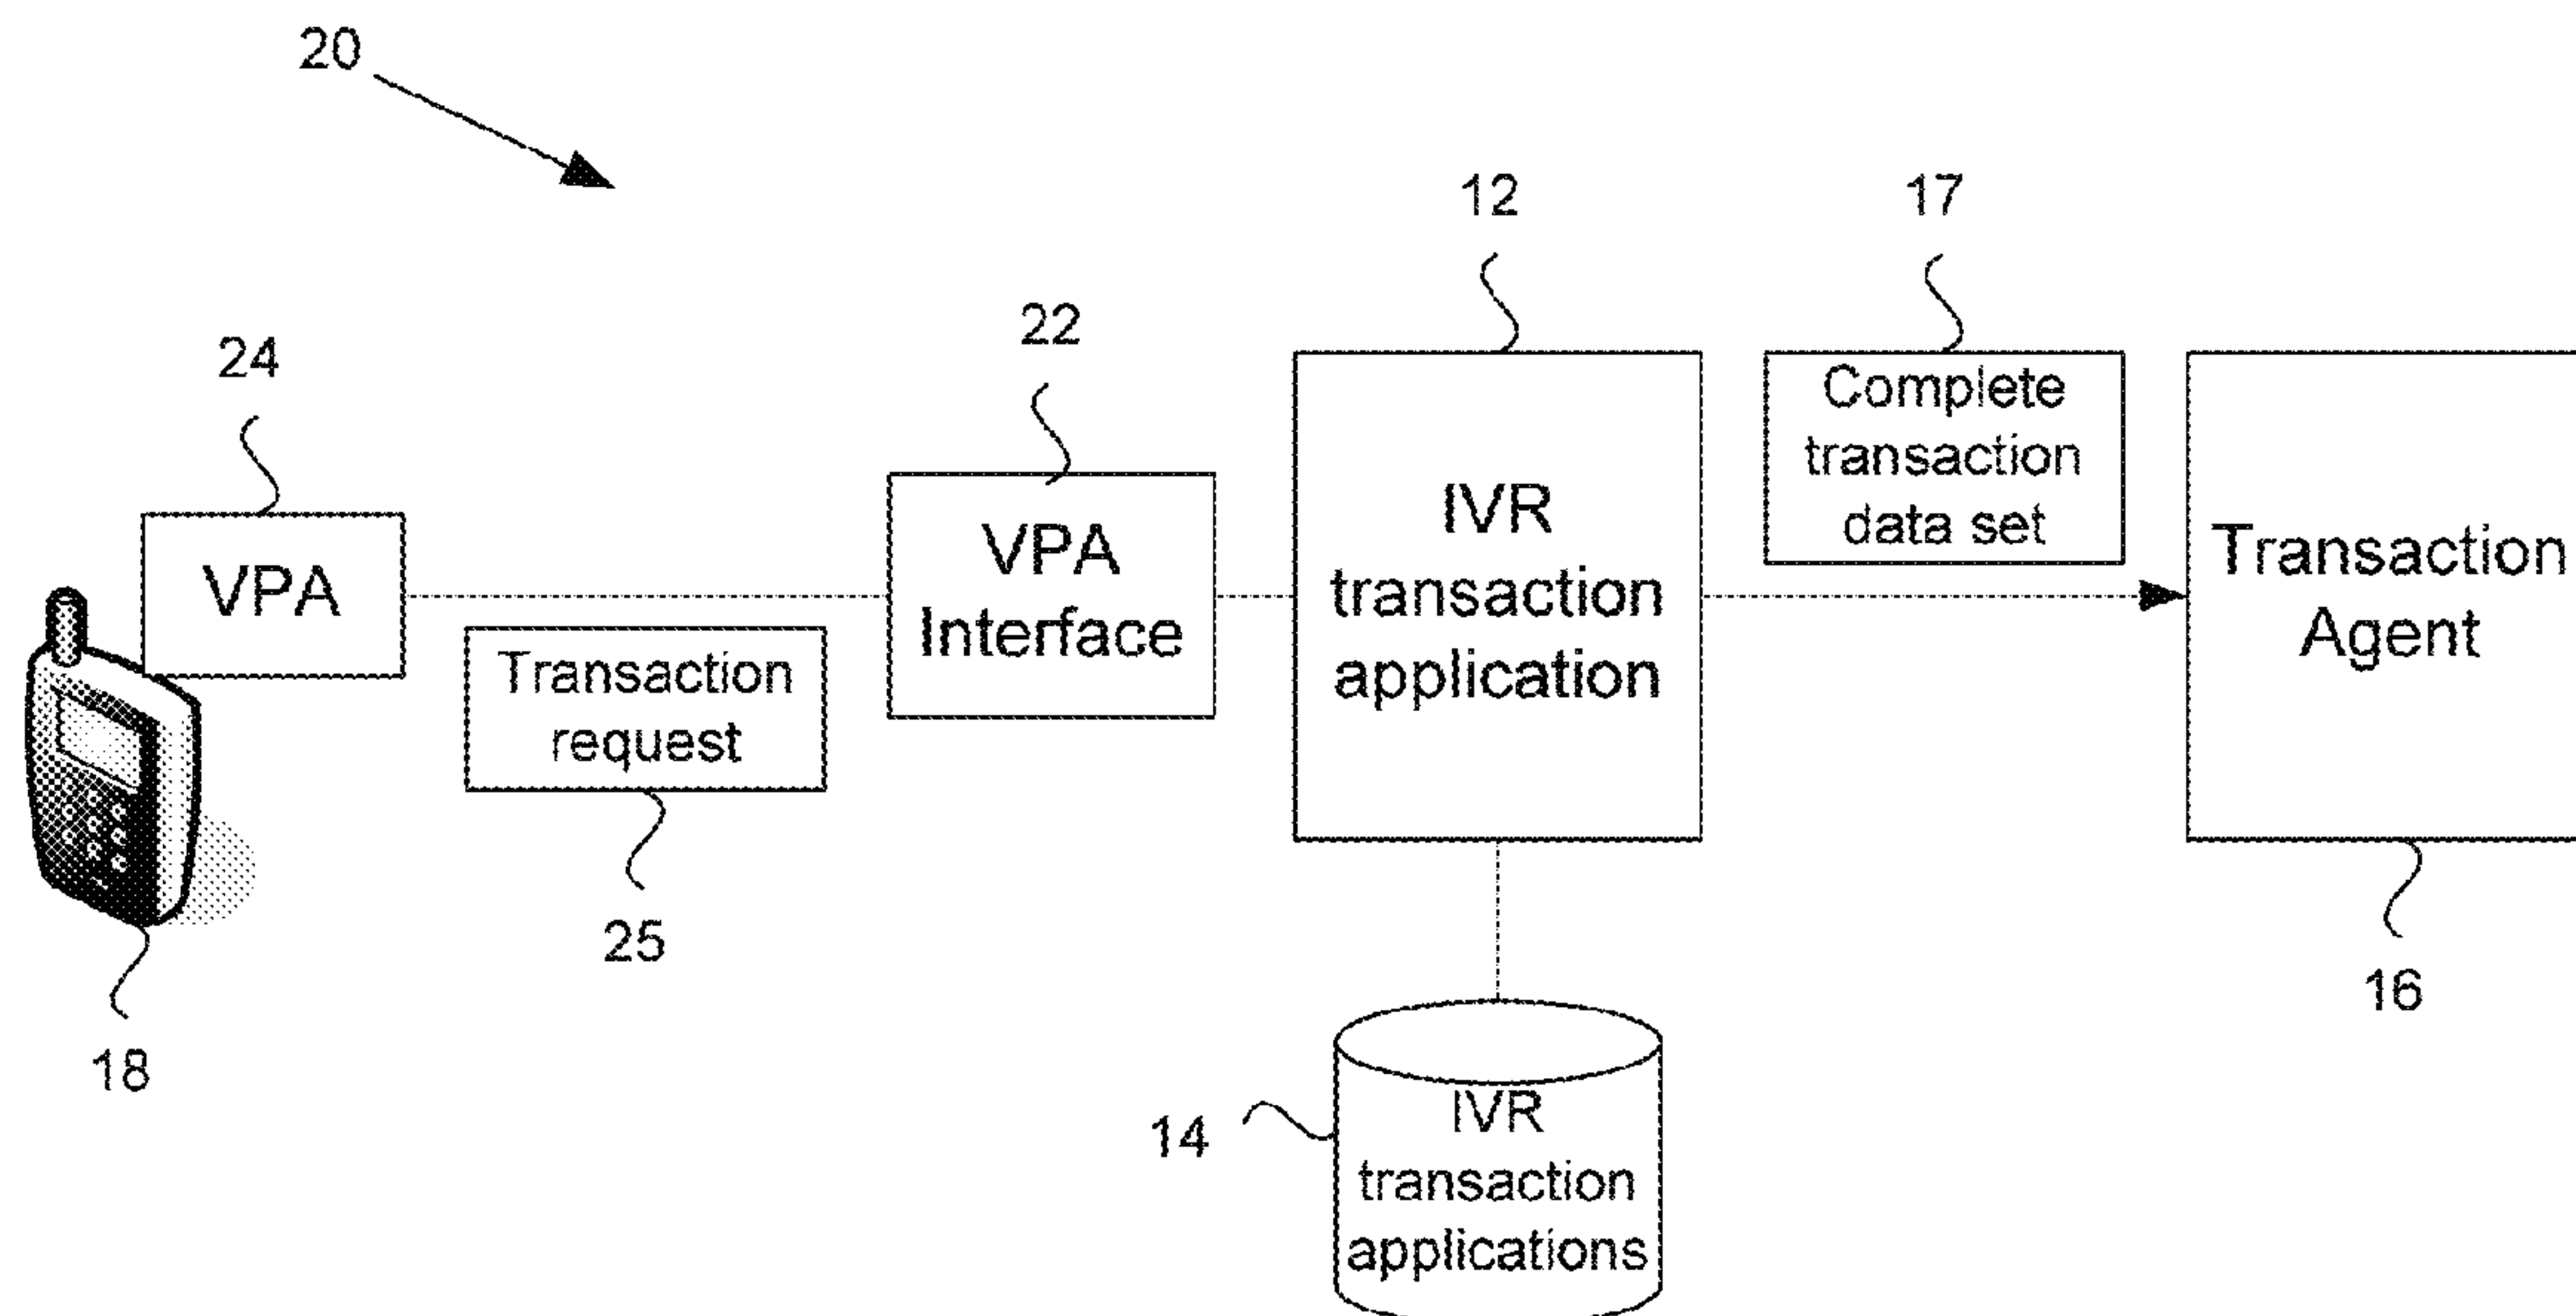 20
12
17
22
24
Complete
transaction
data set
IVR
transaction
application
VPA
Interface
Transaction
Agent
VPA
Transaction
request
25
16
18
14
IVR
transaction
applications